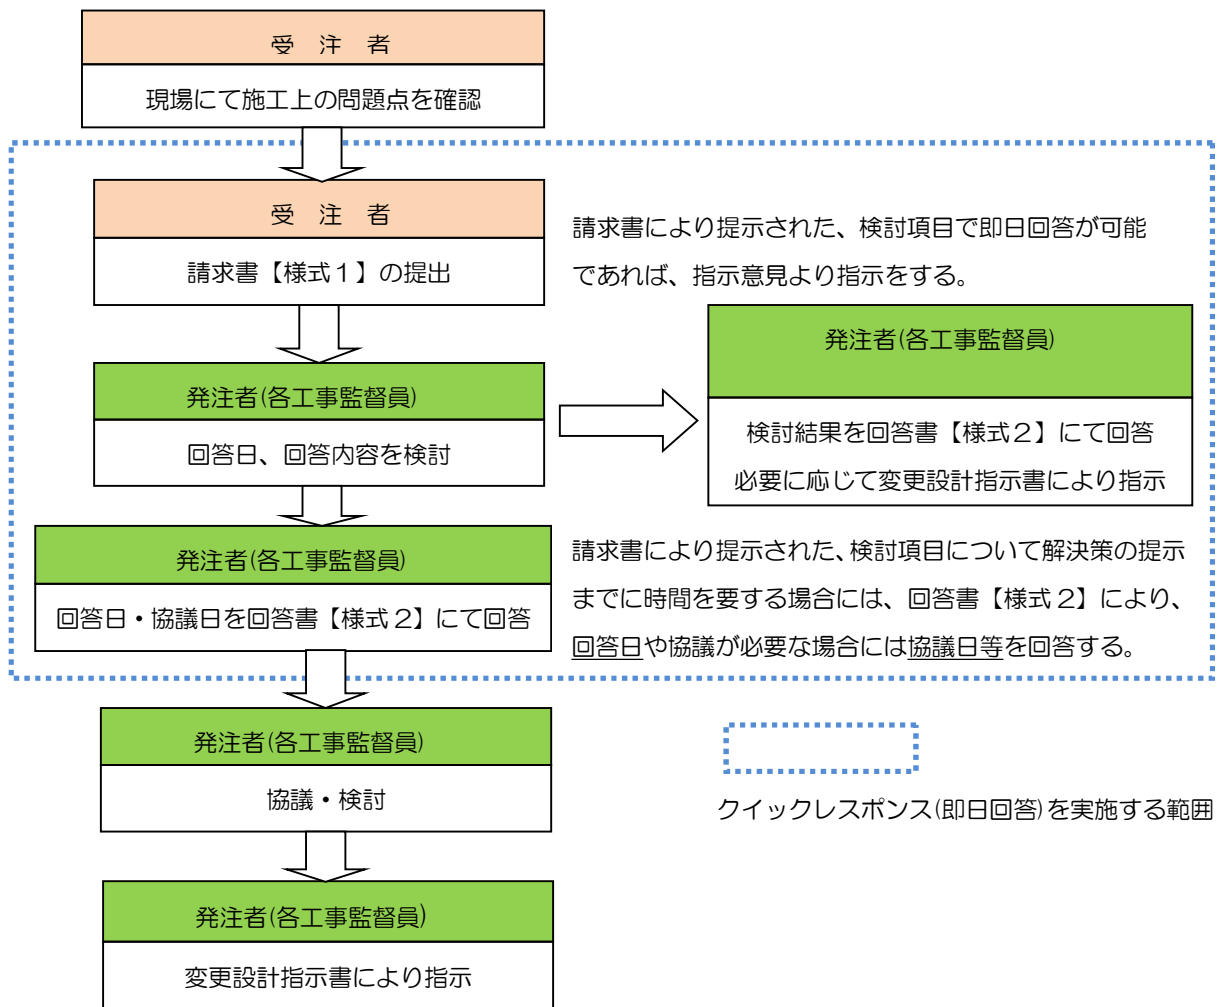 受　注　者
現場にて施工上の問題点を確認
受　注　者
請求書【様式１】の提出
請求書により提示された、検討項目で即日回答が可能
であれば、指示意見より指示をする。
発注者(各工事監督員)
回答日、回答内容を検討
発注者(各工事監督員)
検討結果を回答書【様式２】にて回答
必要に応じて変更設計指示書により指示
発注者(各工事監督員)
回答日・協議日を回答書【様式２】にて回答
請求書により提示された、検討項目について解決策の提示
までに時間を要する場合には、回答書【様式２】により、
回答日や協議が必要な場合には協議日等を回答する。
発注者(各工事監督員)
協議・検討
クイックレスポンス(即日回答)を実施する範囲
発注者(各工事監督員)
変更設計指示書により指示